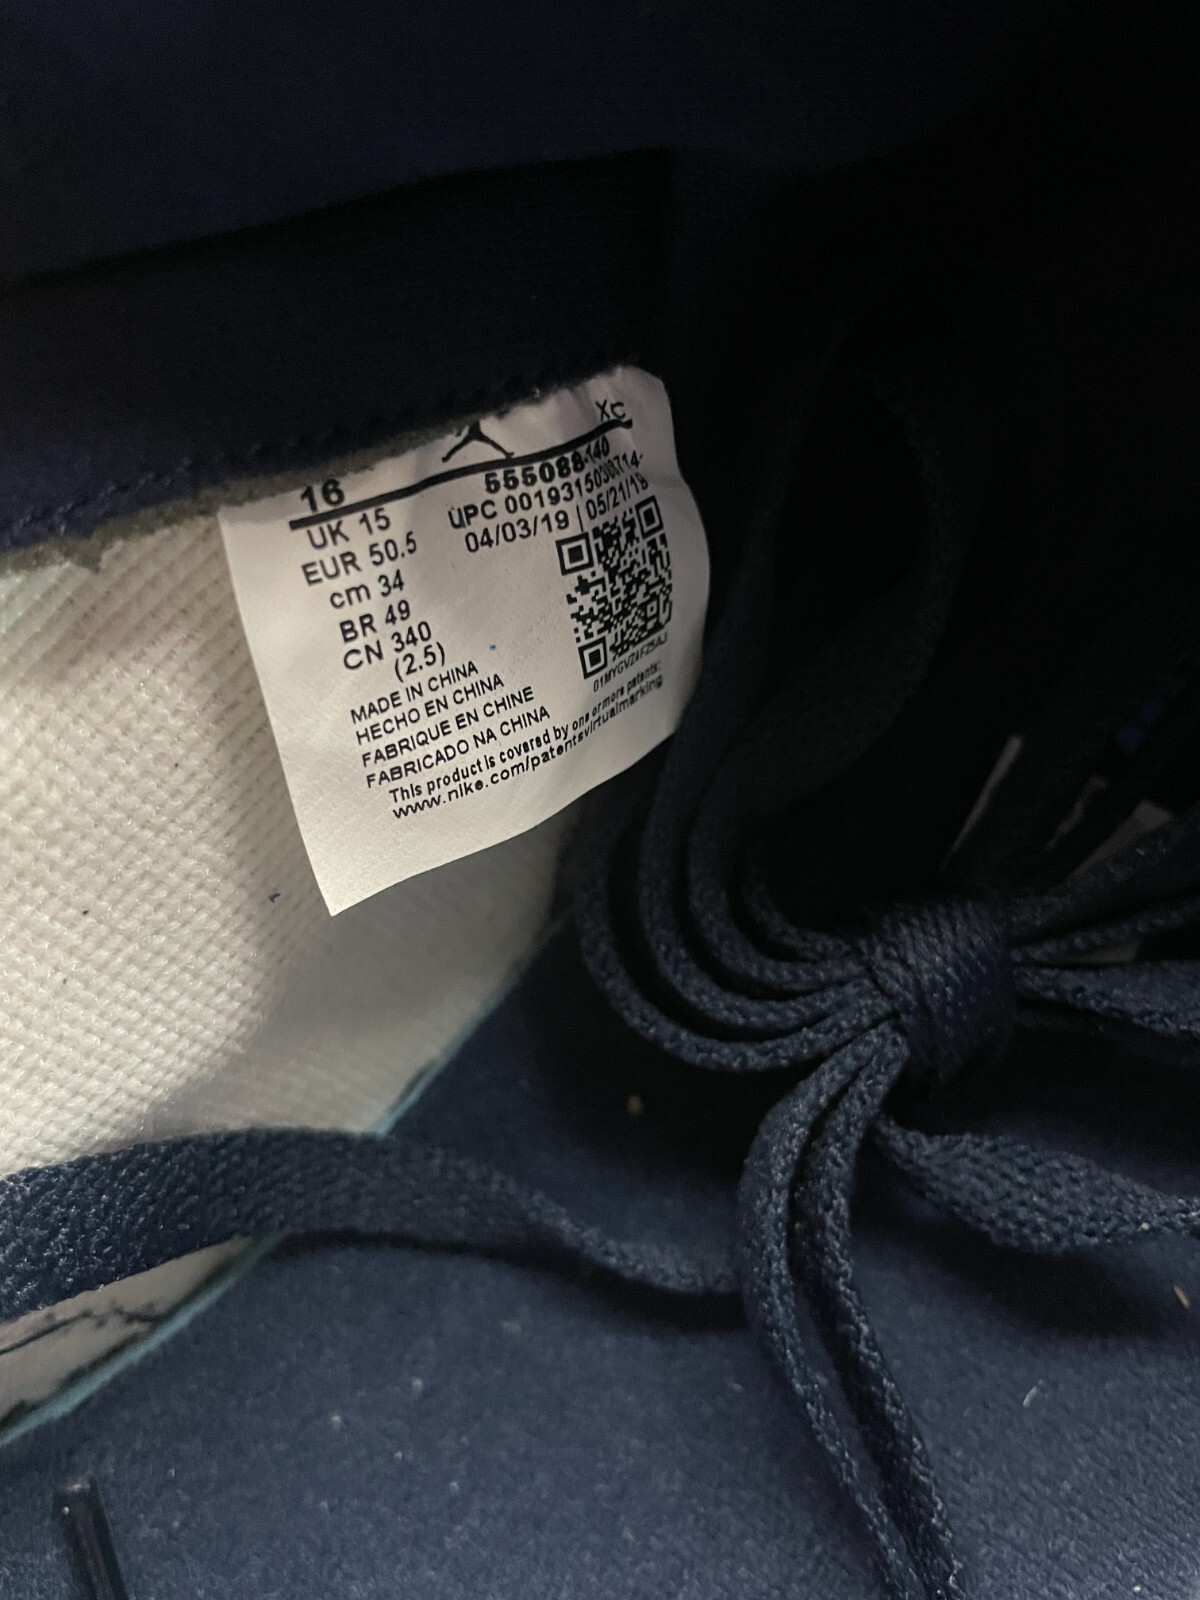 XC
16
555088-140
UK 15
UPC 00193150308714-
EUR 50.5
04/03/19 | 05/21/19
cm 34
BR 49
CN 340
(2.5)
MADE IN CHINA
HECHO EN CHINA
FABRIQUE EN CHINE
FABRICADO NA CHINA
This product is covered by one or more patents:
www.nike.com/patentsvirtualmarking